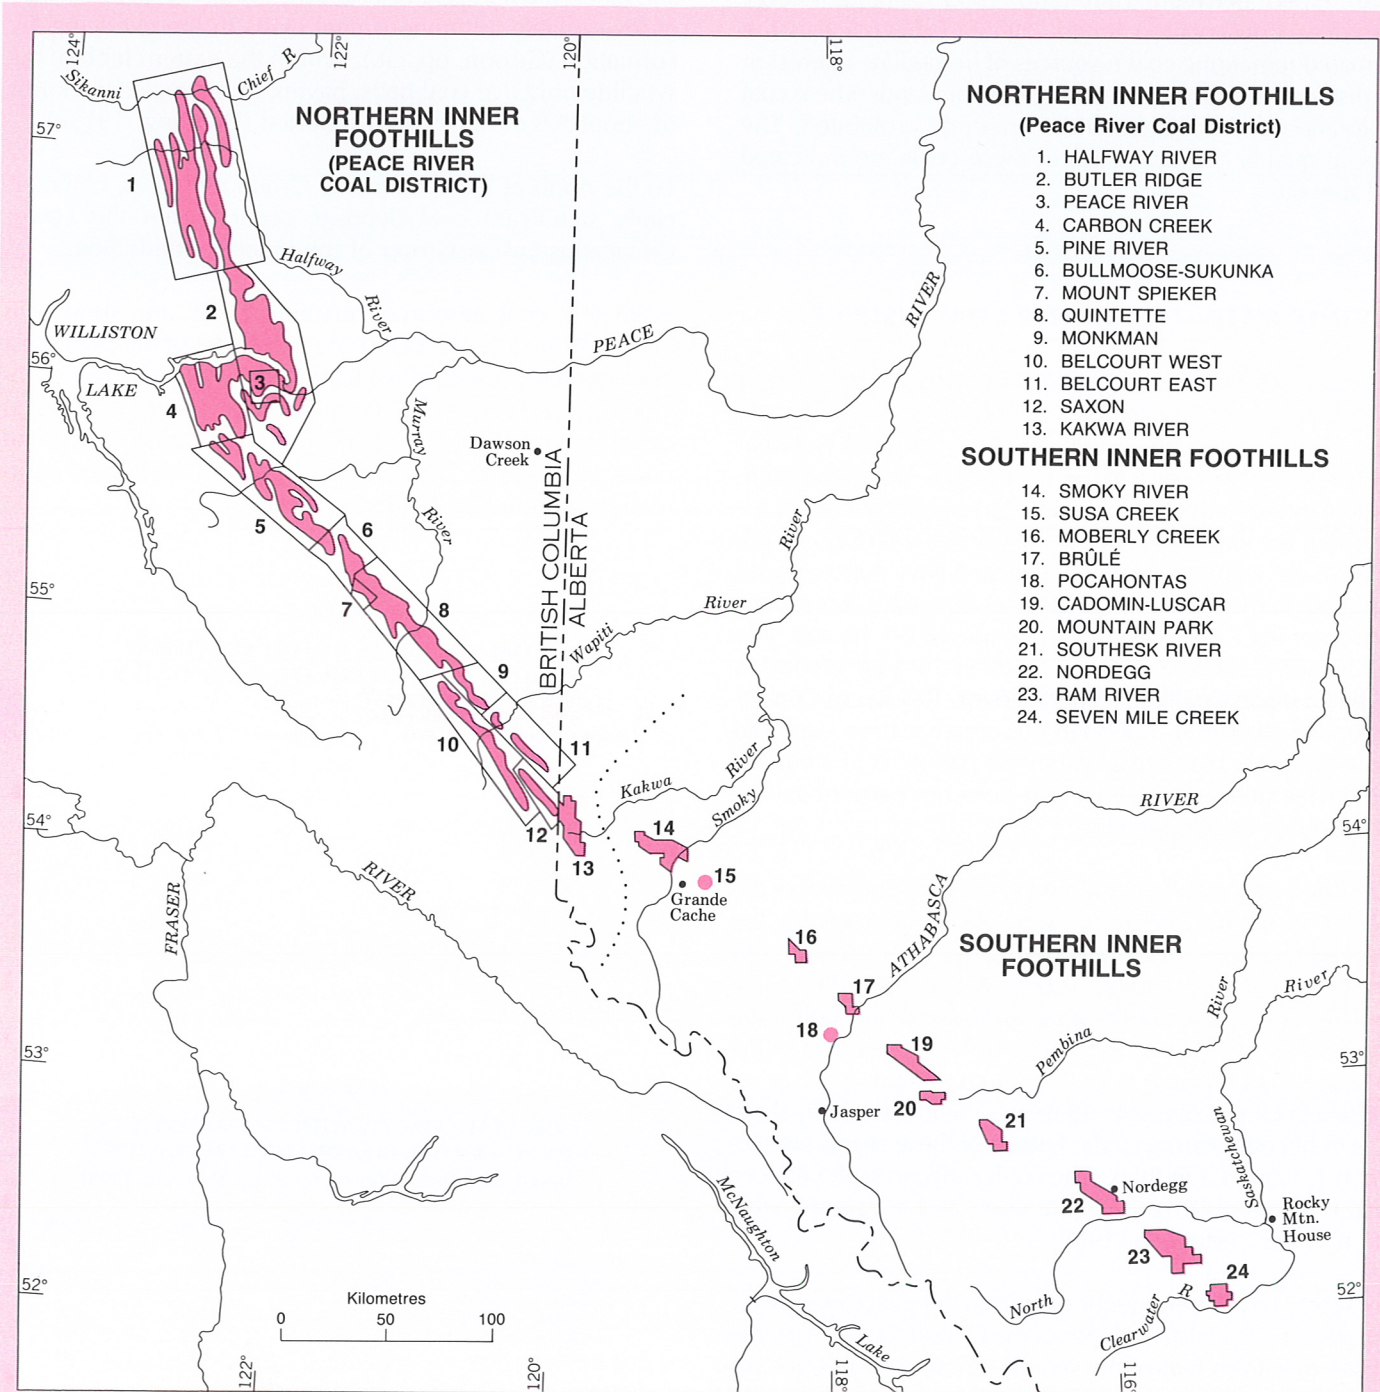 124°
122°
120°
118°
Sikanni
Chief R
57°
NORTHERN INNER
FOOTHILLS
(PEACE RIVER
COAL DISTRICT)
1
Halfway
River
2
WILLISTON
LAKE
56°
3
4
PEACE
RIVER
Murray
River
Dawson
Creek
BRITISH COLUMBIA
ALBERTA
5
6
7
8
55°
River
Wapiti
River
9
10
11
12
13
Kakwa
River
Smoky
14
15
Grande
Cache
NORTHERN INNER FOOTHILLS
(Peace River Coal District)
1. HALFWAY RIVER
2. BUTLER RIDGE
3. PEACE RIVER
4. CARBON CREEK
5. PINE RIVER
6. BULLMOOSE-SUKUNKA
7. MOUNT SPIEKER
8. QUINTETTE
9. MONKMAN
10. BELCOURT WEST
11. BELCOURT EAST
12. SAXON
13. KAKWA RIVER
SOUTHERN INNER FOOTHILLS
14. SMOKY RIVER
15. SUSA CREEK
16. MOBERLY CREEK
17. BRÛLÉ
18. POCAHONTAS
19. CADOMIN-LUSCAR
20. MOUNTAIN PARK
21. SOUTHESK RIVER
22. NORDEGG
23. RAM RIVER
24. SEVEN MILE CREEK
54°
54°
RIVER
FRASER
RIVER
ATHABASCA
SOUTHERN INNER
FOOTHILLS
16
17
18
19
20
River
River
Pembina
53°
53°
Jasper
21
Saskatchewan
McNaughton
Lake
22
Nordegg
Rocky
Mtn.
House
23
24
North
Clearwater R
52°
52°
Kilometres
0 50 100
122°
120°
118°
116°